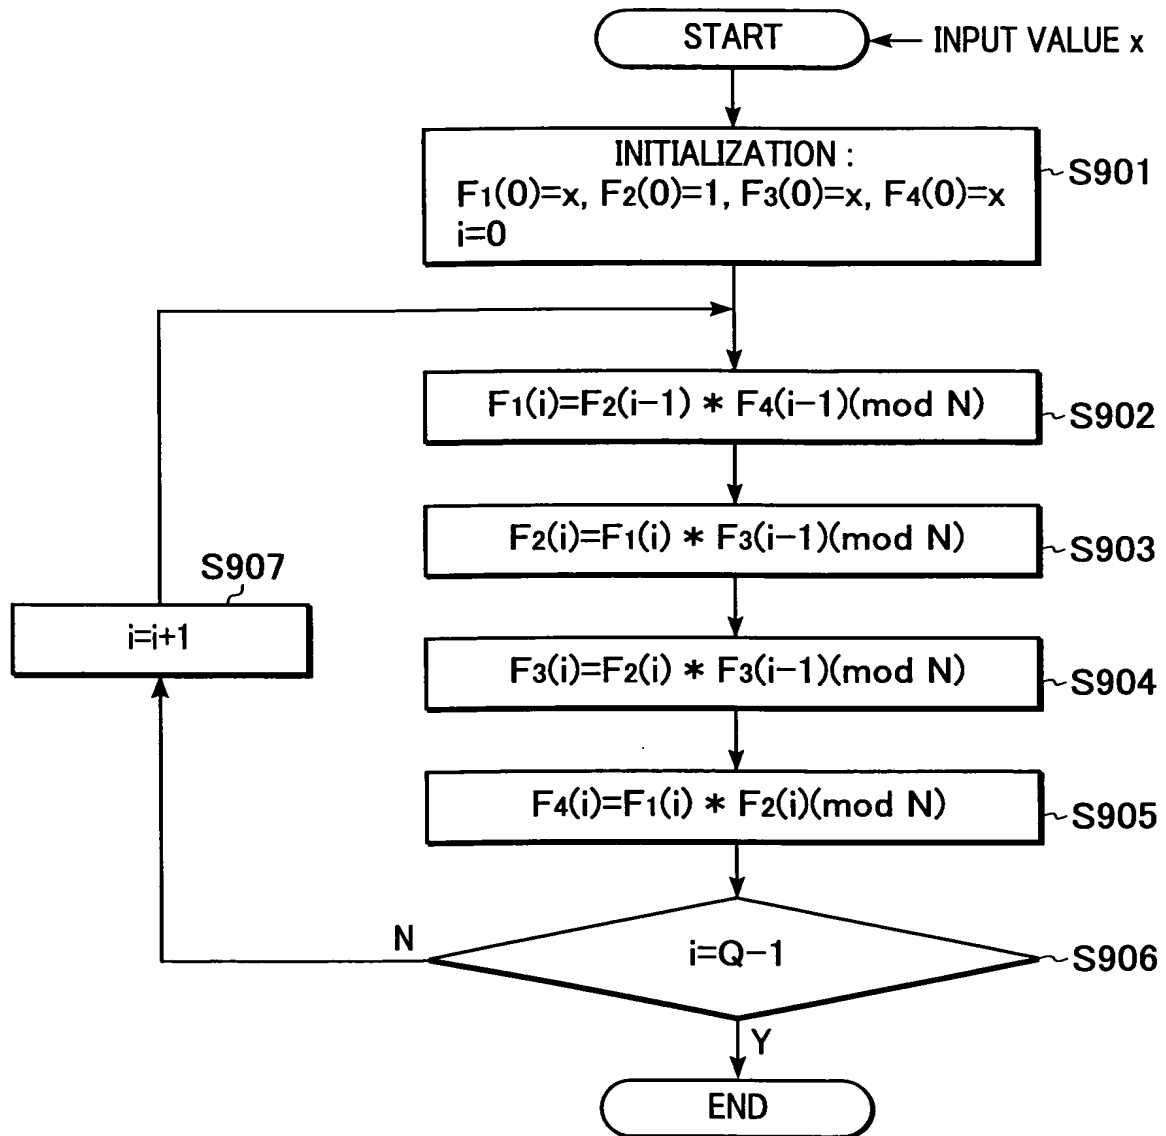 START
INPUT VALUE x
INITIALIZATION :
F1(0)=x, F2(0)=1, F3(0)=x, F4(0)=x
i=0
S901
F1(i)=F2(i-1) * F4(i-1)(mod N)
S902
F2(i)=F1(i) * F3(i-1)(mod N)
S903
S907
i=i+1
F3(i)=F2(i) * F3(i-1)(mod N)
S904
F4(i)=F1(i) * F2(i)(mod N)
S905
N
i=Q-1
S906
Y
END